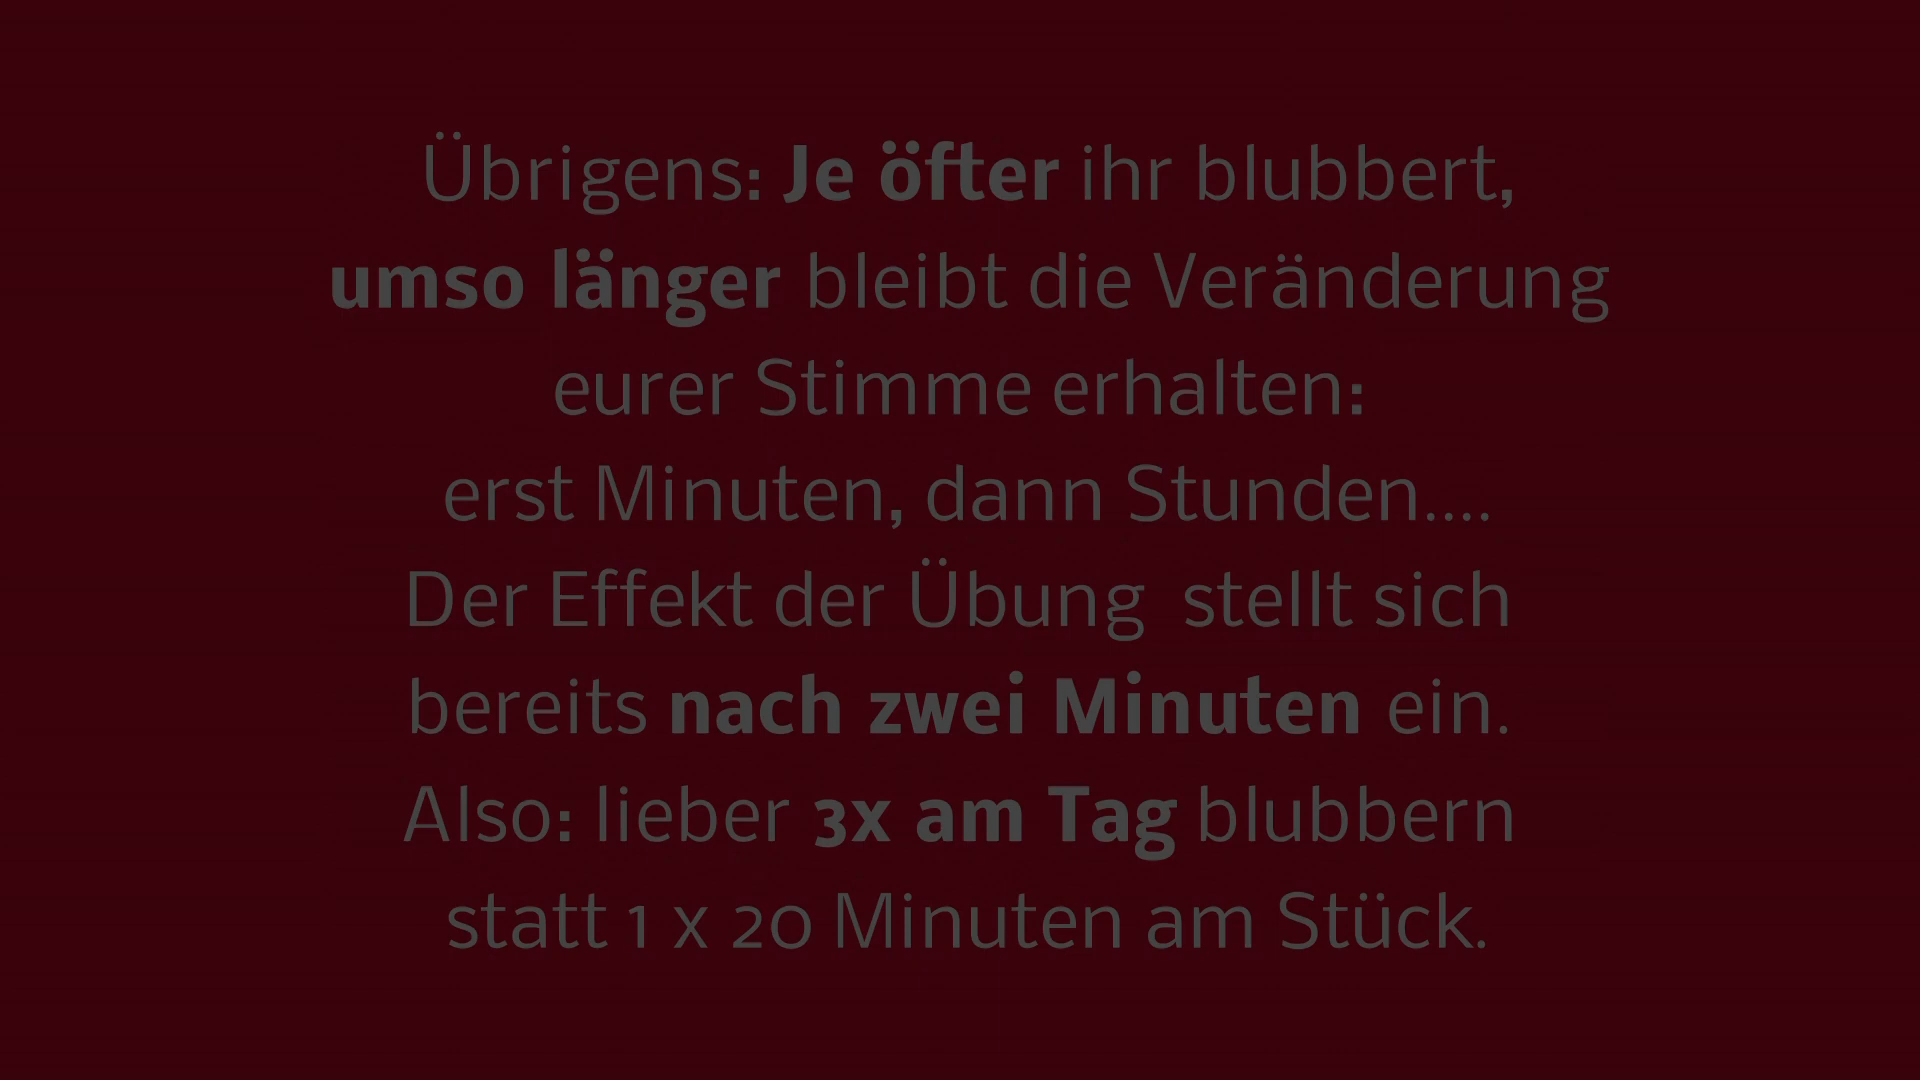 Übrigens: Je öfter ihr blubbert,
umso länger bleibt die Veränderung
eurer Stimme erhalten:
erst Minuten, dann Stunden....
Der Effekt der Übung  stellt sich
bereits nach zwei Minuten ein.
Also: lieber 3x am Tag blubbern
statt 1 x 20 Minuten am Stück.